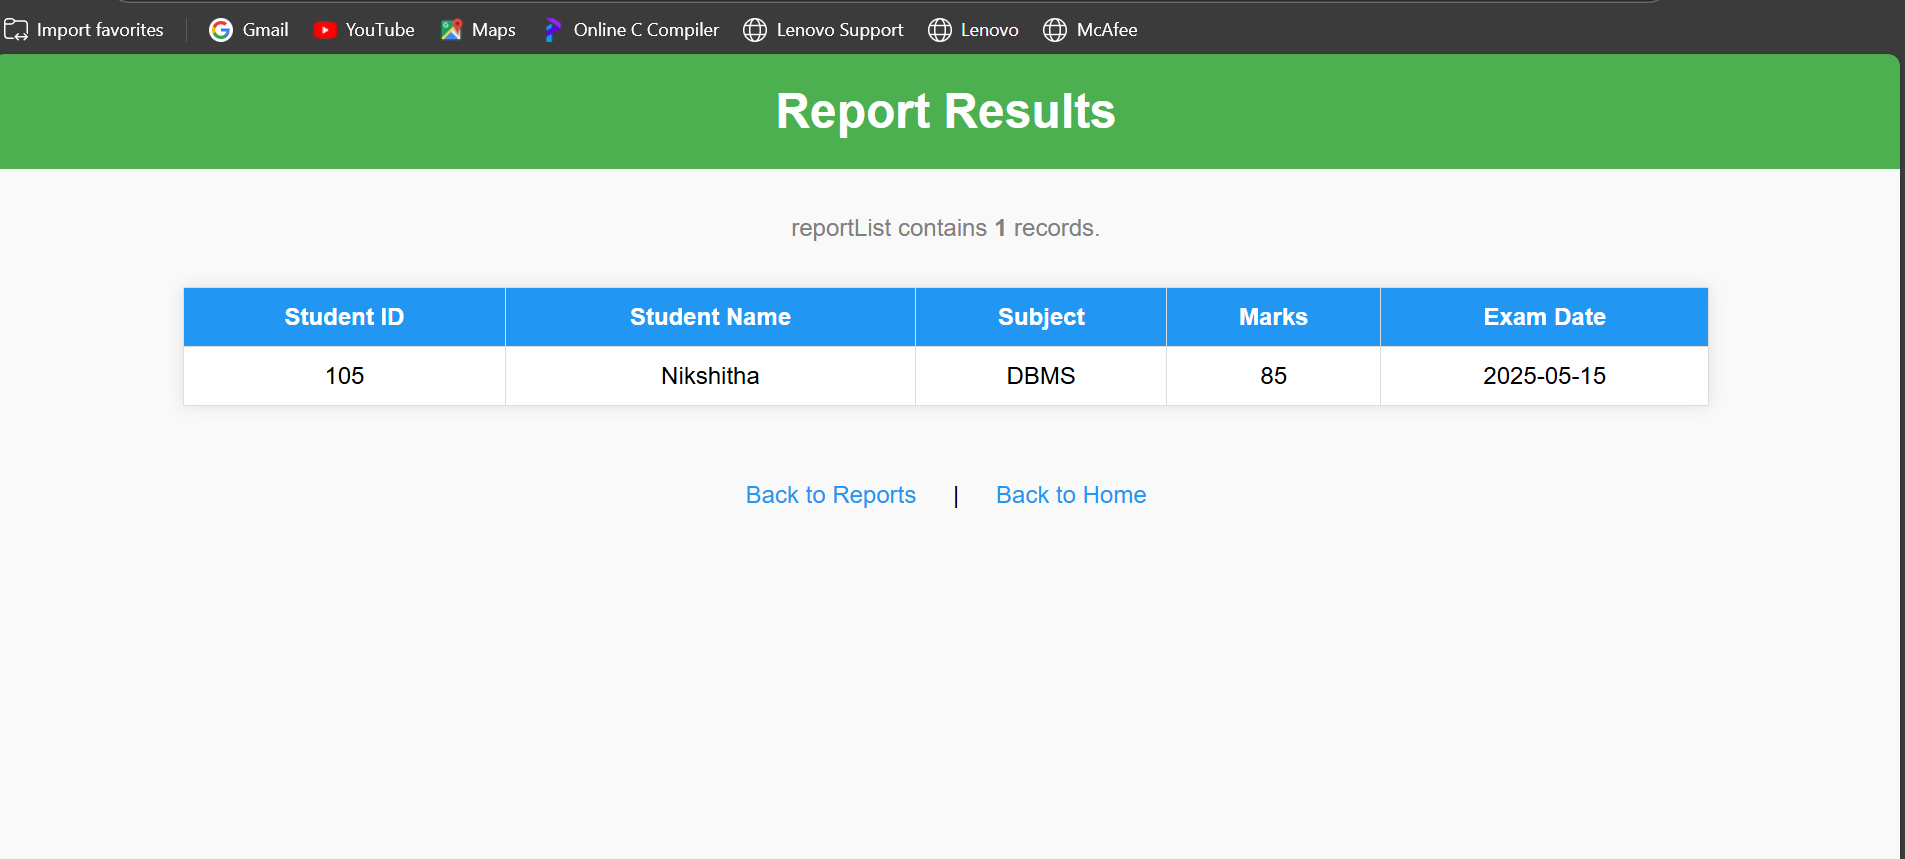 Import favorites Gmail YouTube Maps Online C Compiler Lenovo Support Lenovo McAfee
Report Results
reportList contains 1 records.
Student ID Student Name Subject Marks Exam Date
105 Nikshitha DBMS 85 2025-05-15
Back to Reports | Back to Home